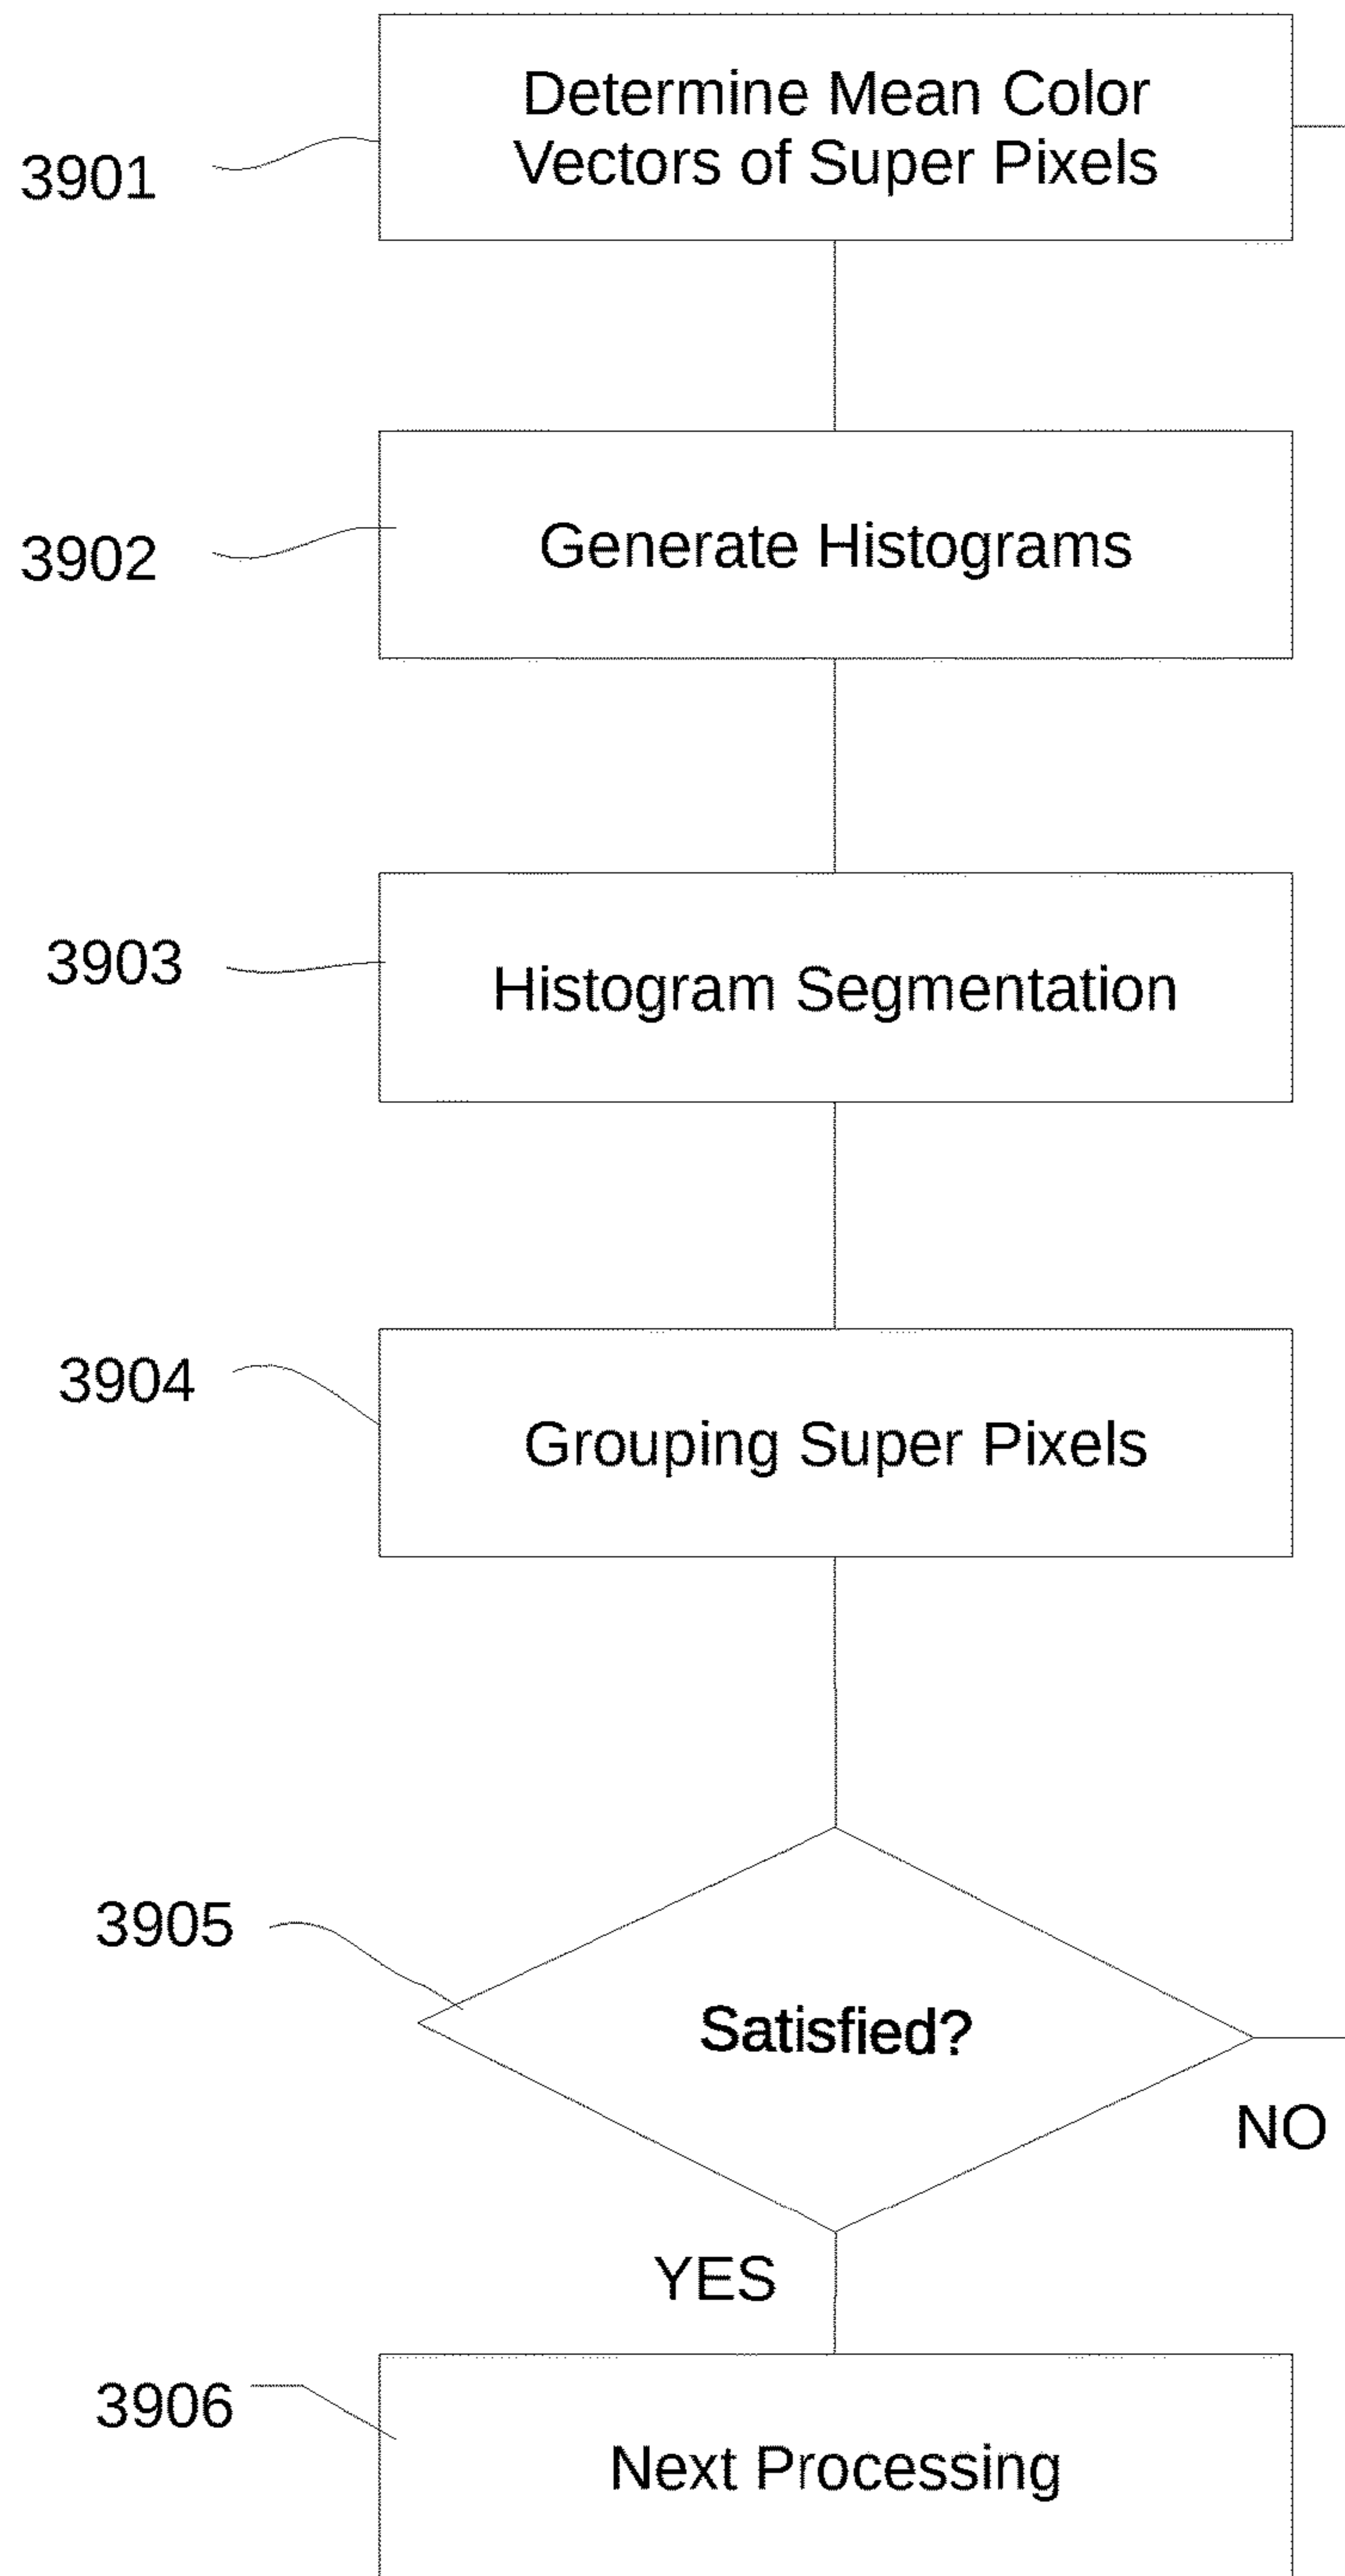 Determine Mean Color
Vectors of Super Pixels
3901
Generate Histograms
3902
3903
Histogram Segmentation
3904
Grouping Super Pixels
3905
Satisfied?
NO
YES
3906
Next Processing